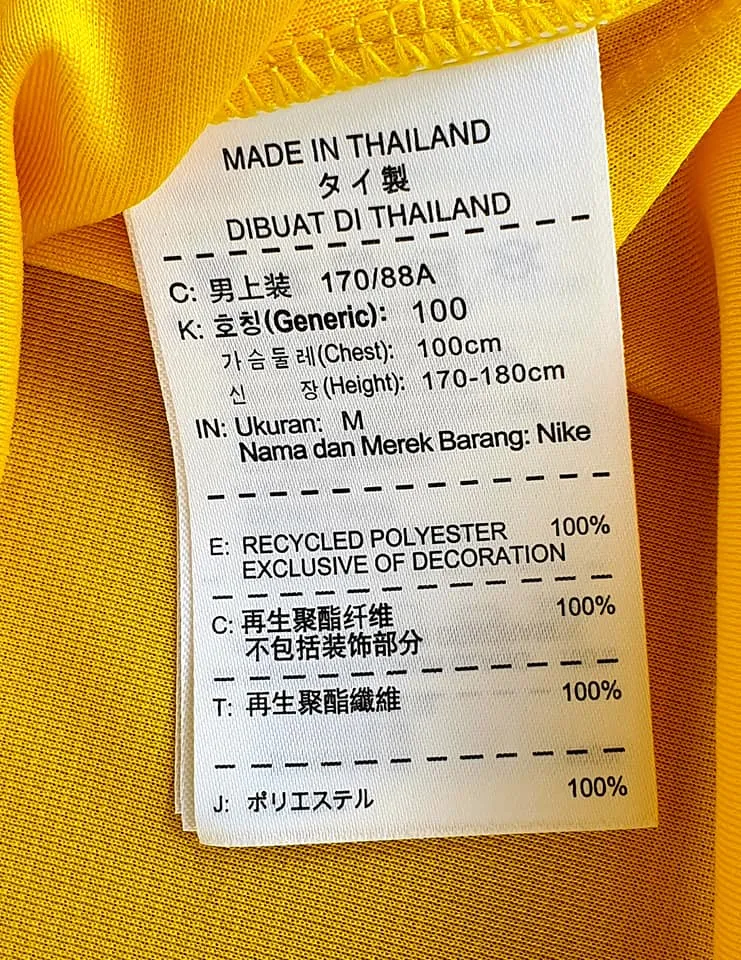 MADE IN THAILAND
タイ製
DIBUAT DI THAILAND
C: 男上装 170/88A
K: 호칭(Generic): 100
가슴둘레(Chest): 100cm
신 장(Height): 170-180cm
IN: Ukuran: M
Nama dan Merek Barang: Nike
E: RECYCLED POLYESTER 100%
EXCLUSIVE OF DECORATION
C: 再生聚酯纤维 100%
不包括装饰部分
T: 再生聚酯纖維 100%
J: ポリエステル 100%